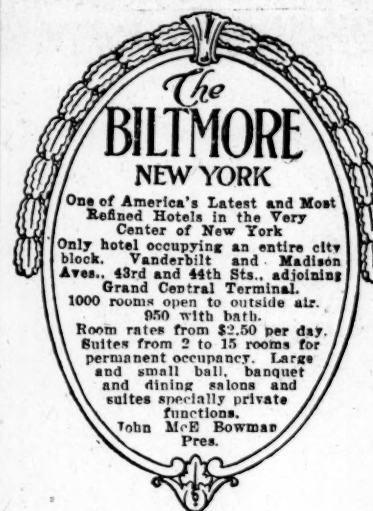 The
BILTMORE
NEW YORK
One of America's Latest and Most
Refined Hotels in the Very
Center of New York
Only hotel occupying an entire city
block. Vanderbilt and Madison
Aves., 43rd and 44th Sts., adjoining
Grand Central Terminal.
1000 rooms open to outside air.
950 with bath.
Room rates from $2.50 per day.
Suites from 2 to 15 rooms for
permanent occupancy. Large
and small ball, banquet
and dining salons and
suites specially private
functions.
John McE Bowman
Pres.